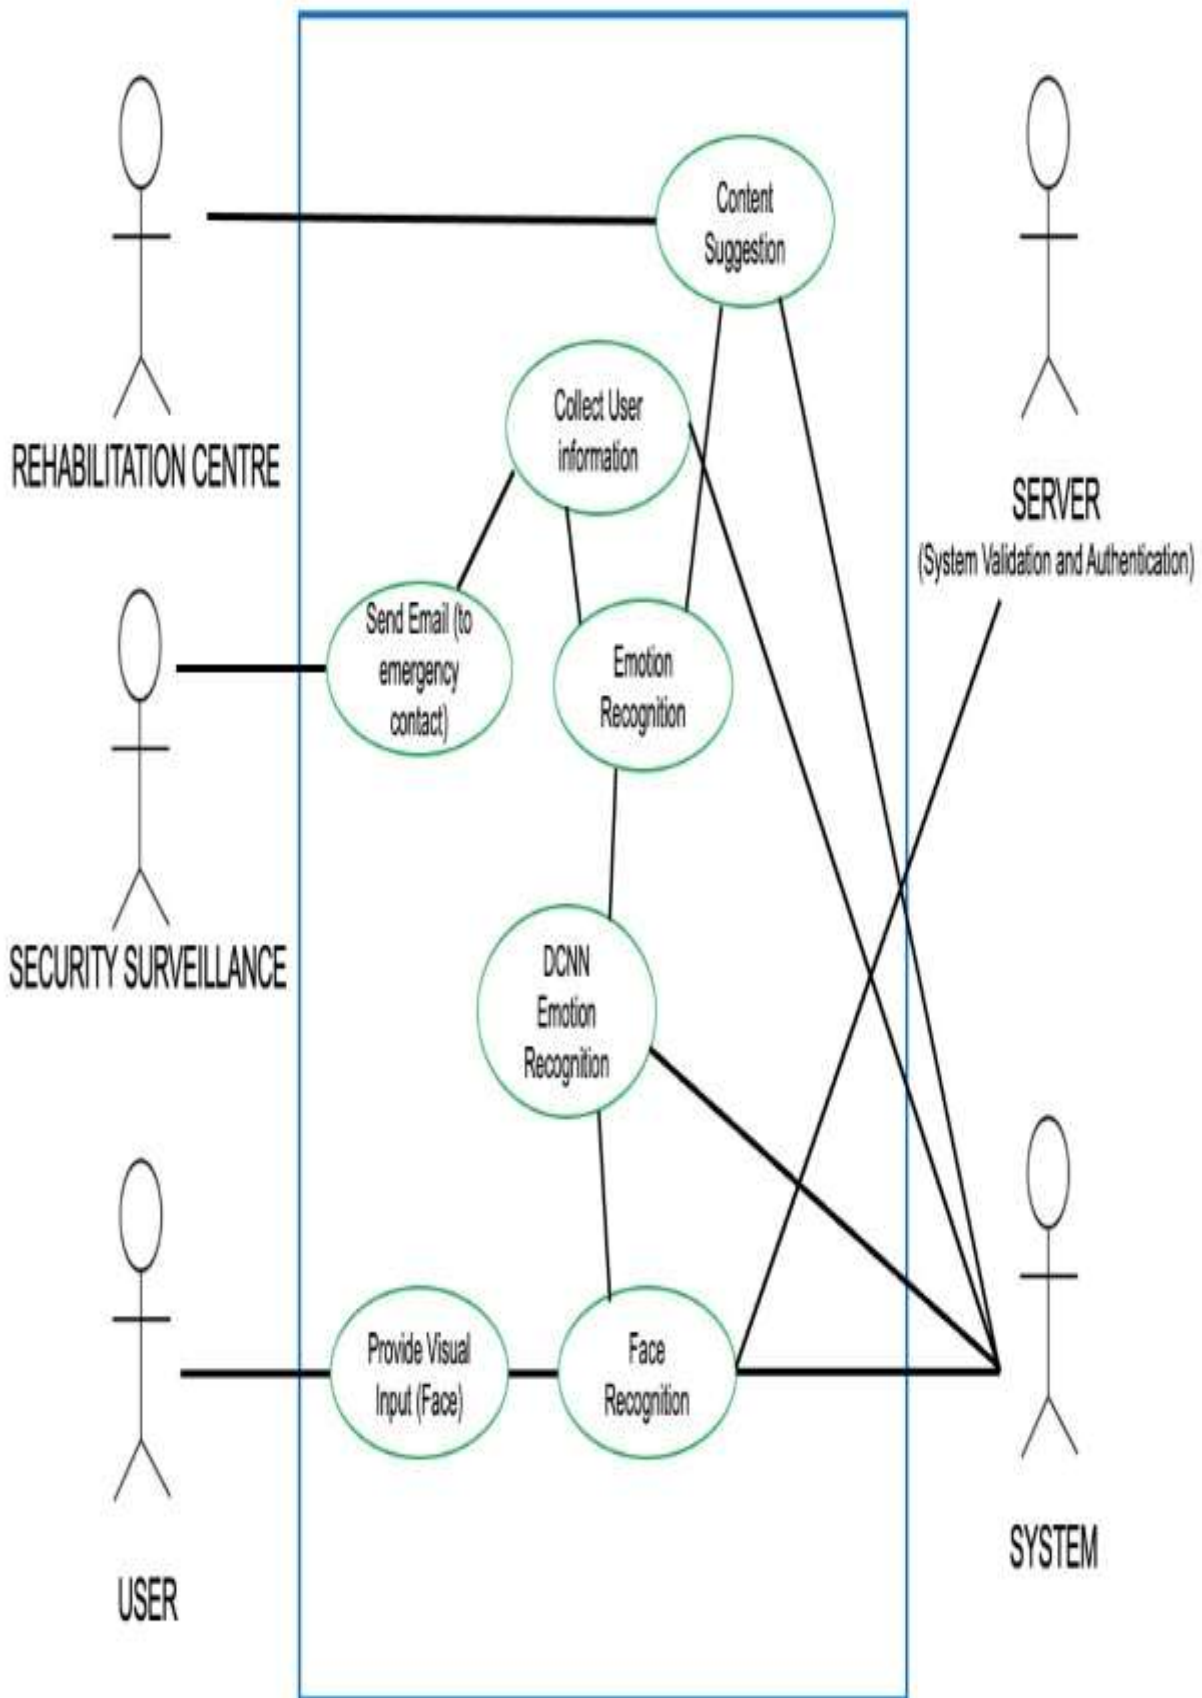 Content
Suggestion
Collect User
information
REHABILITATION CENTRE
SERVER
(System Validation and Authentication)
Send Email (to
emergency
contact)
Emotion
Recognition
SECURITY SURVEILLANCE
DCNN
Emotion
Recognition
Provide Visual
Input (Face)
Face
Recognition
USER
SYSTEM